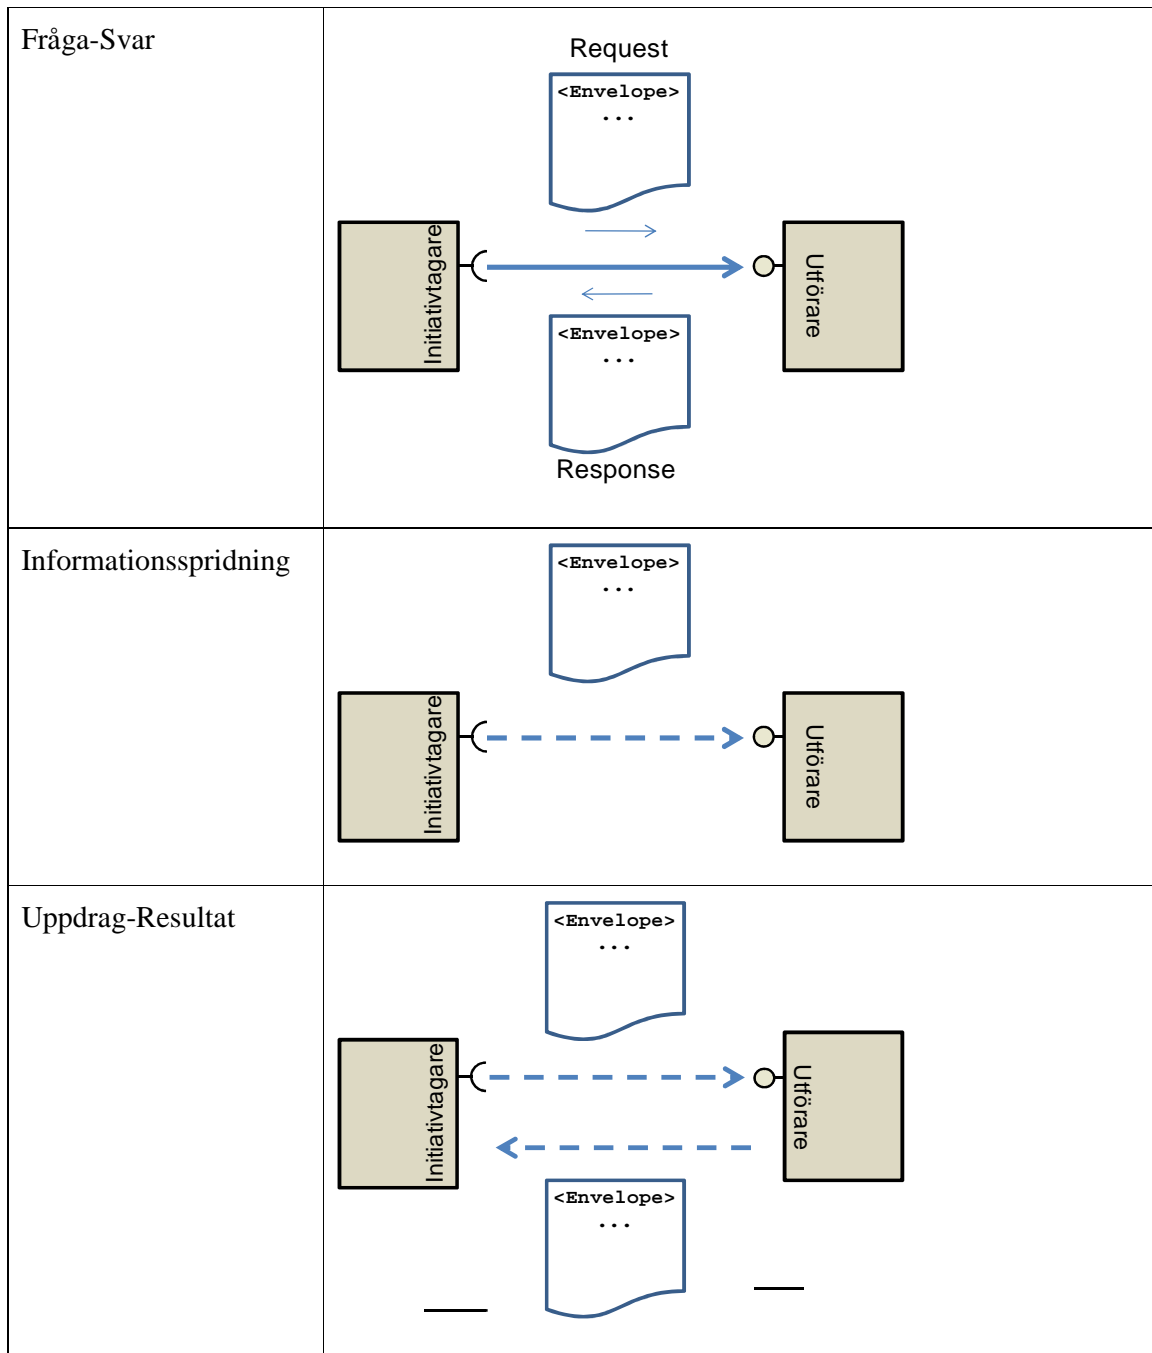 Fråga-Svar
Request
<Envelope>
...
Initiativtagare
Utförare
<Envelope>
...
Response
Informationsspridning
<Envelope>
...
Initiativtagare
Utförare
Uppdrag-Resultat
<Envelope>
...
Initiativtagare
Utförare
<Envelope>
...